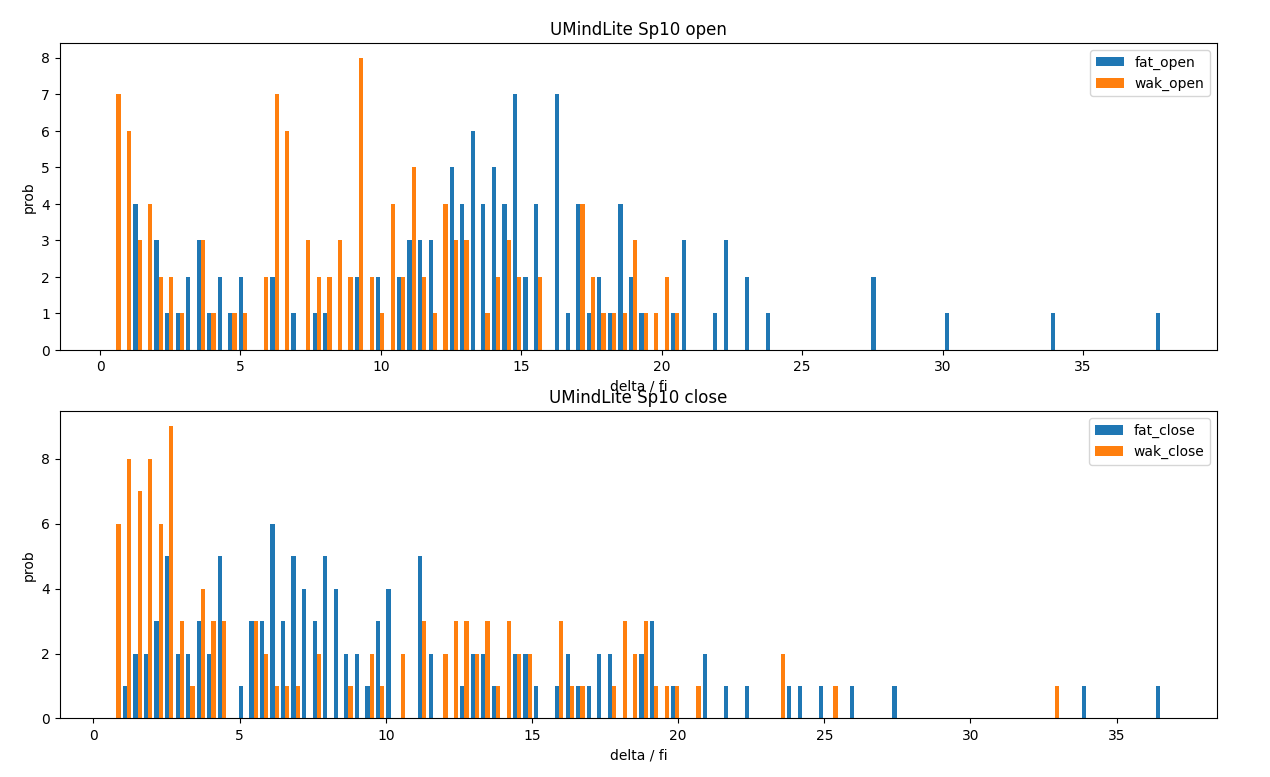 UMindLite Sp10 open
8
7
6
5
4
3
2
1
0
prob
fat_open
wak_open
0 5 10 15 20 25 30 35
delta / fi
UMindLite Sp10 close
8
6
4
2
0
prob
fat_close
wak_close
0 5 10 15 20 25 30 35
delta / fi